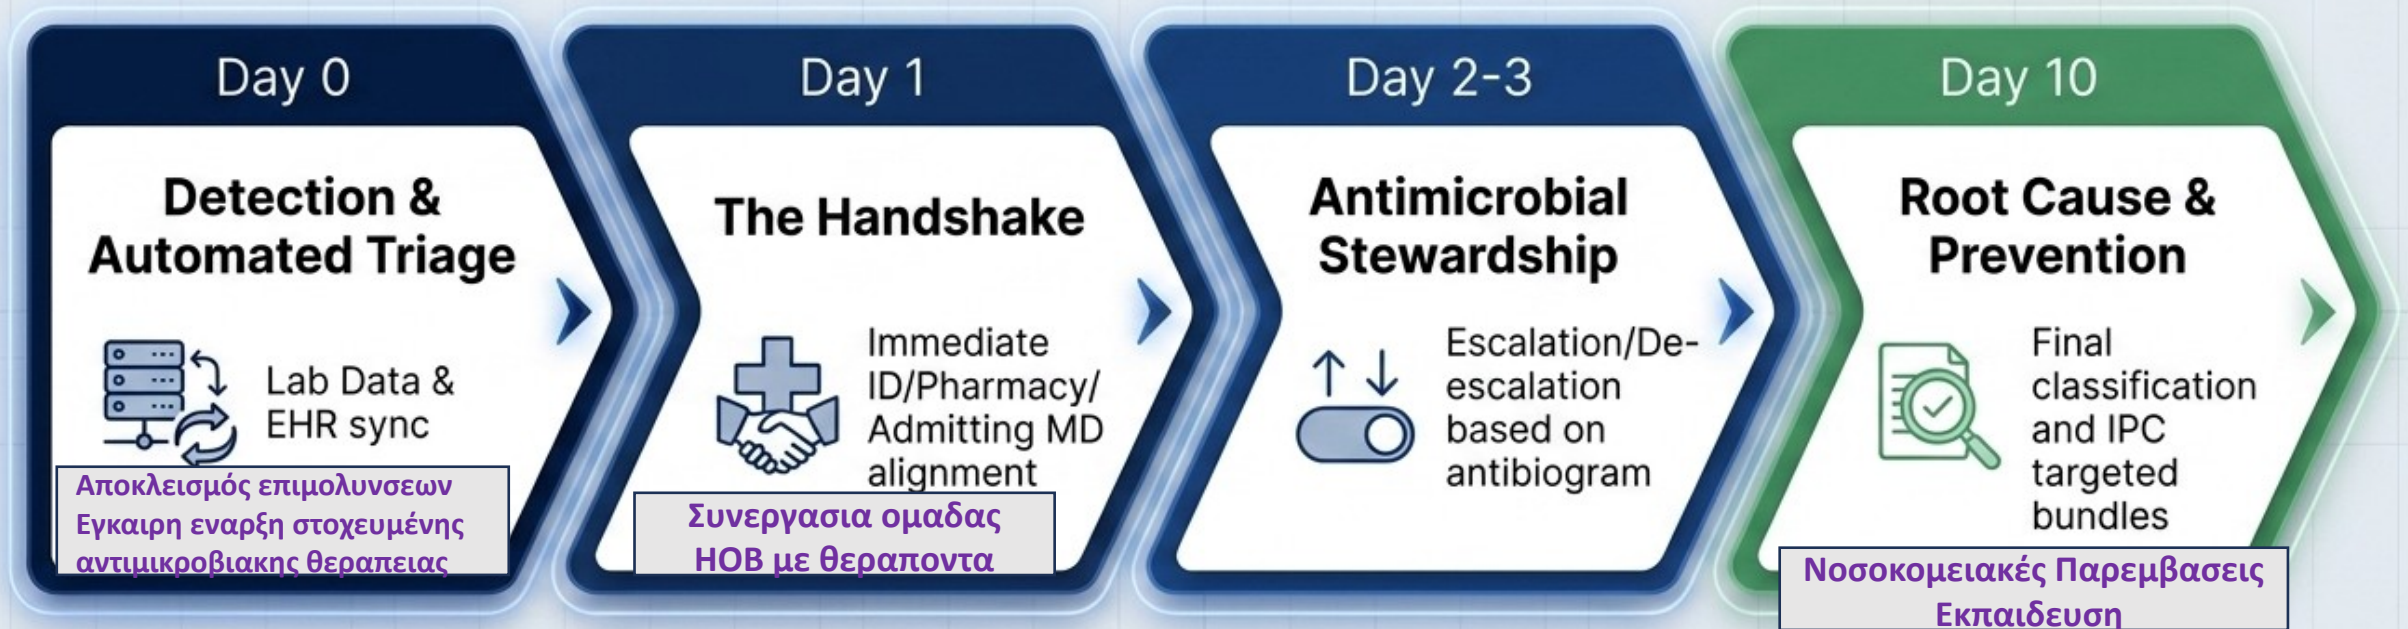 Day 0
Detection &
Automated Triage
Lab Data &
EHR sync
Αποκλεισμός επιμολυνσεων
Εγκαιρη εναρξη στοχευμένης
αντιμικροβιακης θεραπειας
Day 1
The Handshake
Immediate
ID/Pharmacy/
Admitting MD
alignment
Συνεργασια ομαδας
HOB με θεραποντα
Day 2-3
Antimicrobial
Stewardship
Escalation/De-
escalation
based on
antibiogram
Day 10
Root Cause &
Prevention
Final
classification
and IPC
targeted
bundles
Νοσοκομειακές Παρεμβασεις
Εκπαιδευση